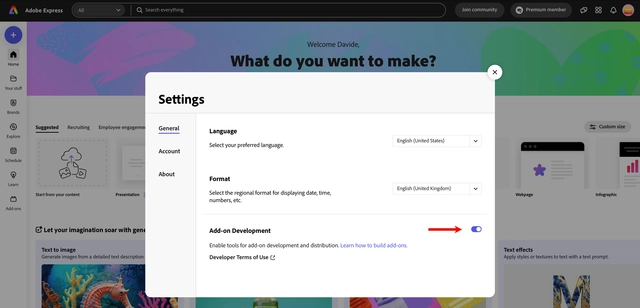 Adobe Express
All
Search everything
Join community
Premium member
Home
Your stuff
Brands
Explore
Schedule
Learn
Add-ons
Welcome Davide,
What do you want to make?
Suggested
Recruiting
Employee engagement
Custom size
Start from your content
Presentation
Webpage
Infographic
Let your imagination soar with
Text to image
Generate images from a detailed text description
Text effects
Apply styles or textures to text with a text prompt.
Settings
General
Account
About
Language
Select your preferred language.
English (United States)
Format
Select the regional format for displaying date, time,
numbers, etc.
English (United Kingdom)
Add-on Development
Enable tools for add-on development and distribution. Learn how to build add-ons.
Developer Terms of Use